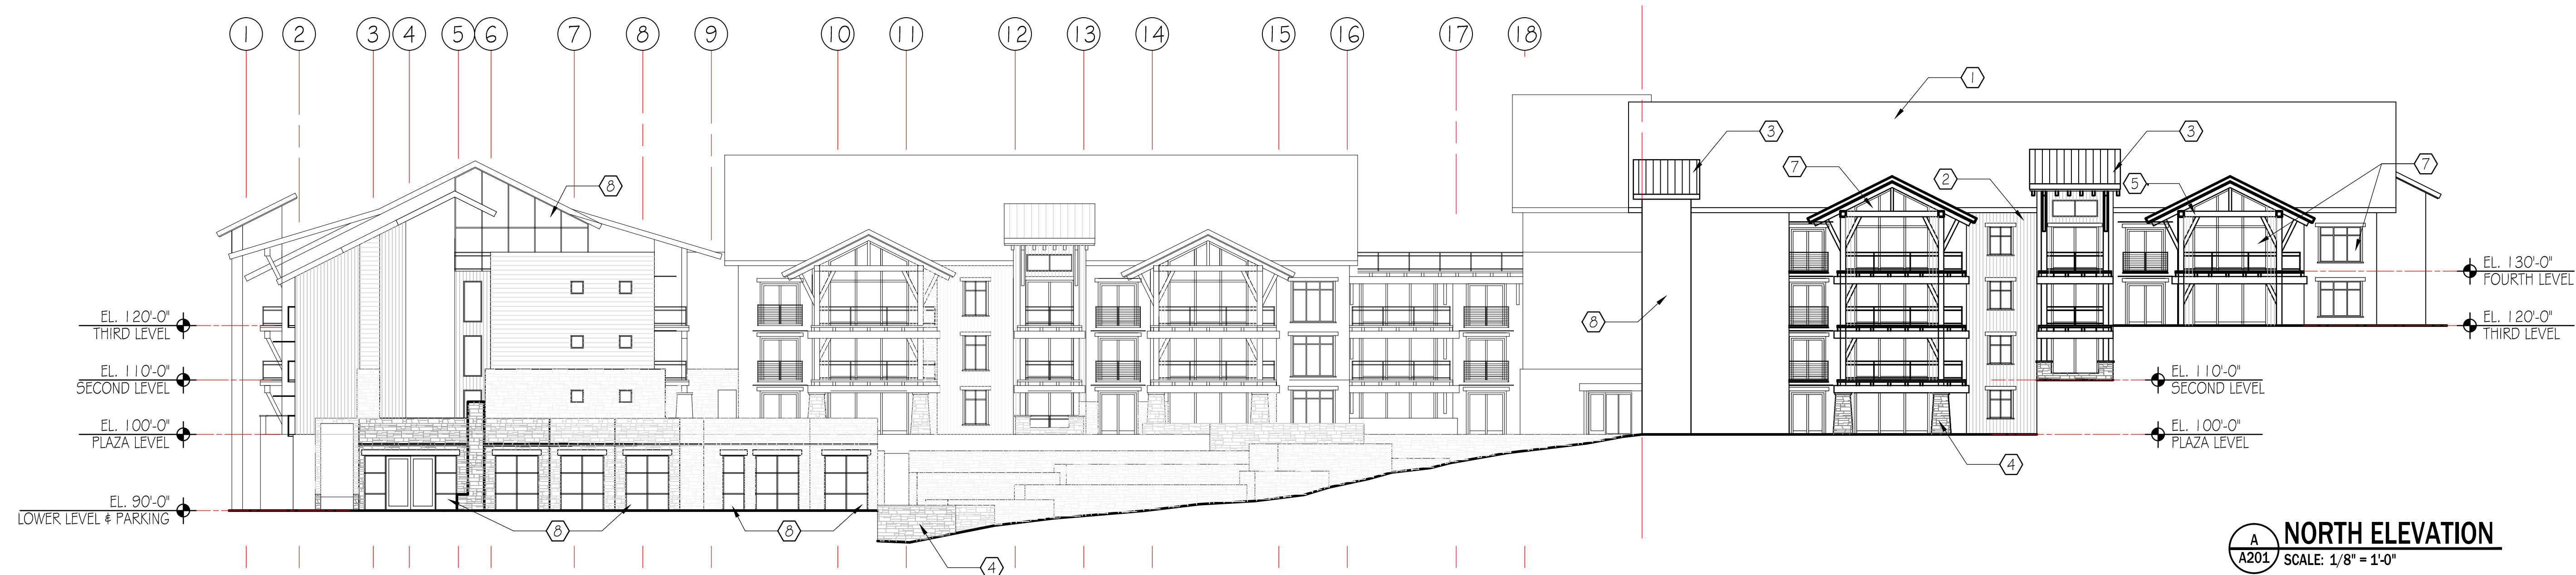 1 2 3 4 5 6 7 8 9 10 11 12 13 14 15 16 17 18
1
3
3
7
7
2
5
8
8
EL. 130'-0"
FOURTH LEVEL
EL. 120'-0"
THIRD LEVEL
EL. 120'-0"
THIRD LEVEL
EL. 110'-0"
SECOND LEVEL
EL. 110'-0"
SECOND LEVEL
EL. 100'-0"
PLAZA LEVEL
EL. 100'-0"
PLAZA LEVEL
4
EL. 90'-0"
LOWER LEVEL & PARKING
8
8
4
A
A201
NORTH ELEVATION
SCALE: 1/8" = 1'-0"